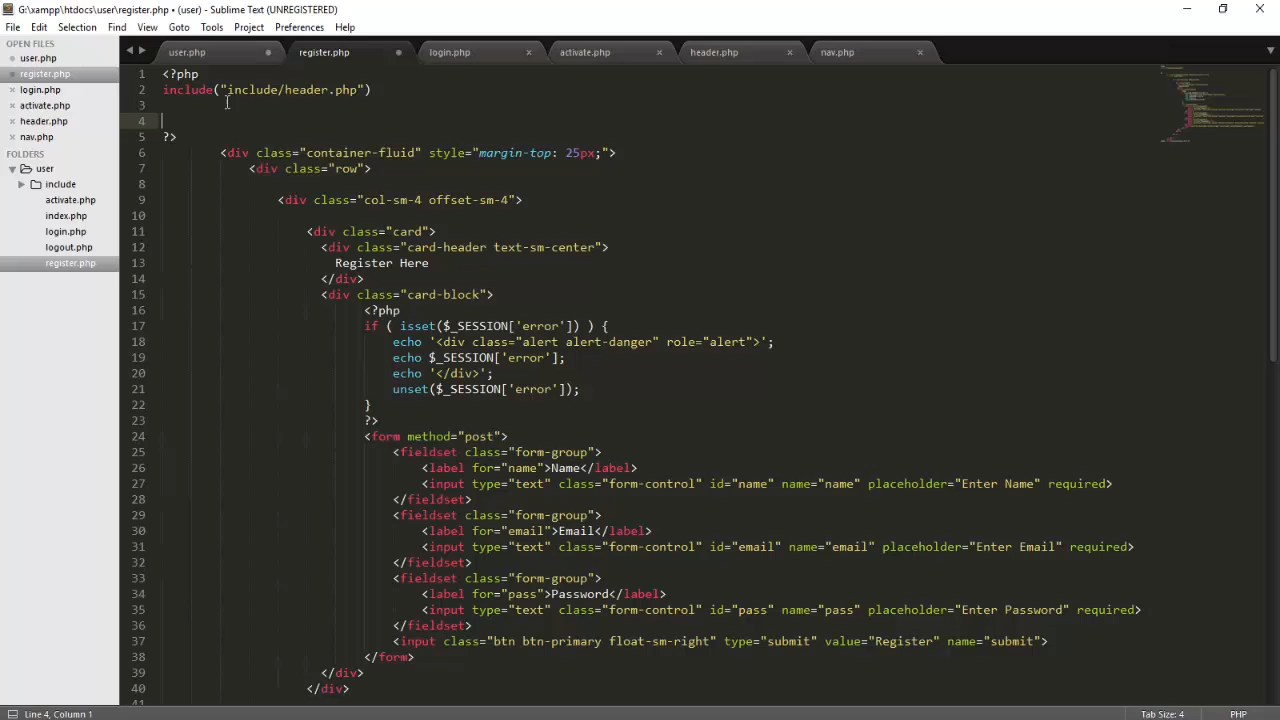 G:\xampp\htdocs\user\register.php • (user) - Sublime Text (UNREGISTERED)
File Edit Selection Find View Goto Tools Project Preferences Help
OPEN FILES
user.php
register.php
login.php
activate.php
header.php
nav.php
FOLDERS
user
include
activate.php
index.php
login.php
logout.php
register.php
user.php register.php login.php activate.php header.php nav.php
1 <?php
2 include("include/header.php")
3
4
5 ?>
6 <div class="container-fluid" style="margin-top: 25px;">
7 <div class="row">
8
9 <div class="col-sm-4 offset-sm-4">
10
11 <div class="card">
12 <div class="card-header text-sm-center">
13 Register Here
14 </div>
15 <div class="card-block">
16 <?php
17 if ( isset($_SESSION['error']) ) {
18 echo '<div class="alert alert-danger" role="alert">';
19 echo $_SESSION['error'];
20 echo '</div>';
21 unset($_SESSION['error']);
22 }
23 ?>
24 <form method="post">
25 <fieldset class="form-group">
26 <label for="name">Name</label>
27 <input type="text" class="form-control" id="name" name="name" placeholder="Enter Name" required>
28 </fieldset>
29 <fieldset class="form-group">
30 <label for="email">Email</label>
31 <input type="text" class="form-control" id="email" name="email" placeholder="Enter Email" required>
32 </fieldset>
33 <fieldset class="form-group">
34 <label for="pass">Password</label>
35 <input type="text" class="form-control" id="pass" name="pass" placeholder="Enter Password" required>
36 </fieldset>
37 <input class="btn btn-primary float-sm-right" type="submit" value="Register" name="submit">
38 </form>
39 </div>
40 </div>
Line 4, Column 1 Tab Size: 4 PHP